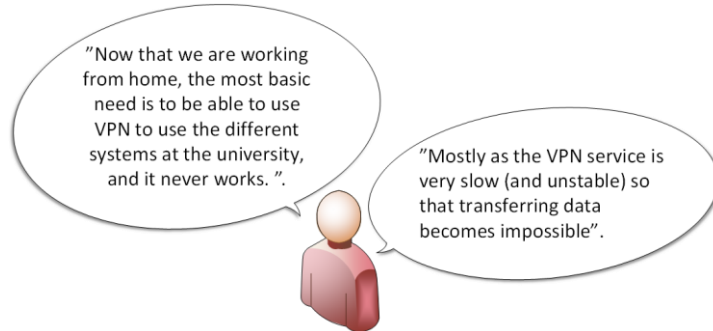 ”Now that we are working
from home, the most basic
need is to be able to use
VPN to use the different
systems at the university,
and it never works. ”.
”Mostly as the VPN service is
very slow (and unstable) so
that transferring data
becomes impossible”.